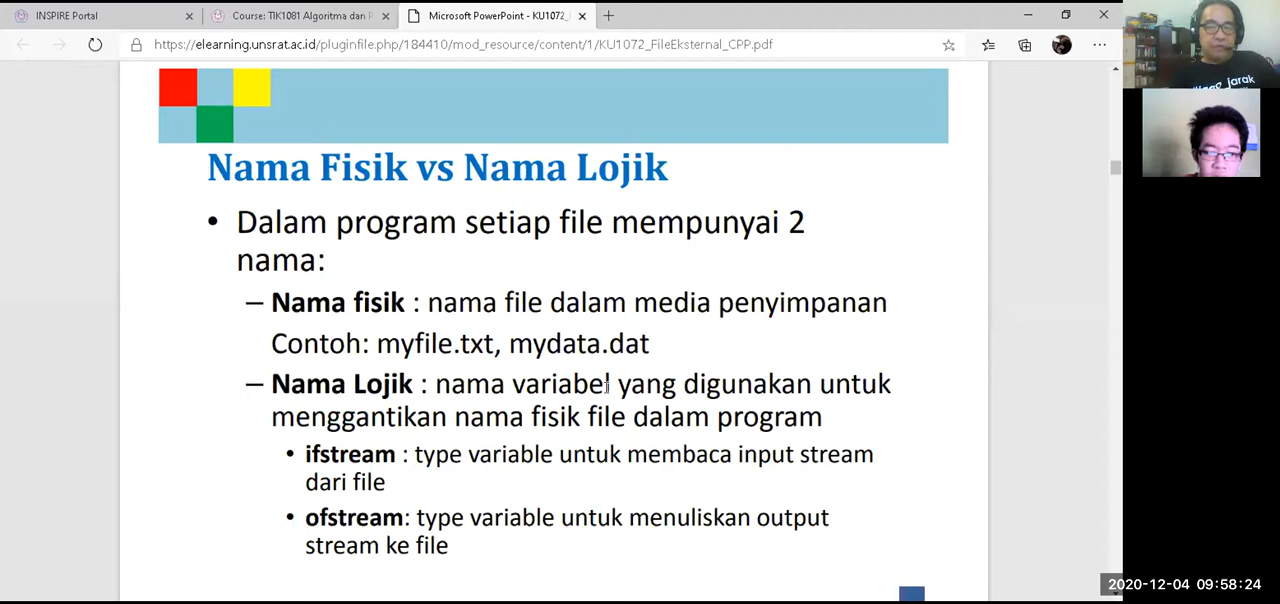 INSPIRE Portal
Course: TIK1081 Algoritma dan P
Microsoft PowerPoint - KU1072_
https://elearning.unsrat.ac.id/pluginfile.php/184410/mod_resource/content/1/KU1072_FileEksternal_CPP.pdf
Nama Fisik vs Nama Lojik
• Dalam program setiap file mempunyai 2
nama:
– Nama fisik : nama file dalam media penyimpanan
Contoh: myfile.txt, mydata.dat
– Nama Lojik : nama variabel yang digunakan untuk
menggantikan nama fisik file dalam program
• ifstream : type variable untuk membaca input stream
dari file
• ofstream: type variable untuk menuliskan output
stream ke file
jarak
2020-12-04 09:58:24